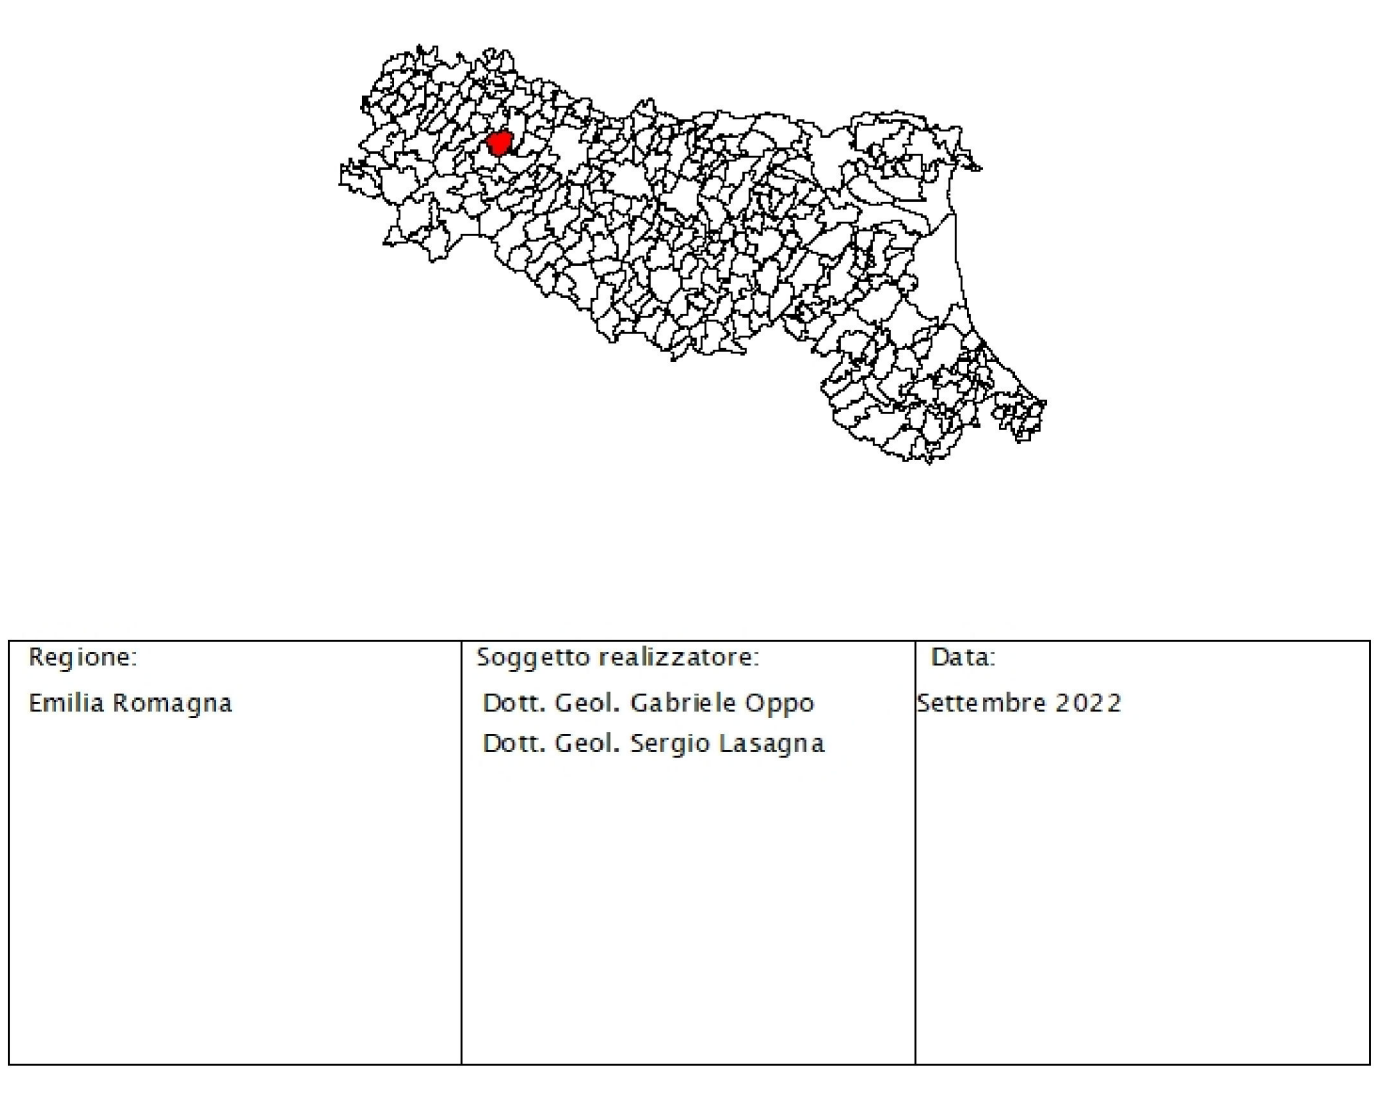 Regione:
Emilia Romagna
Soggetto realizzatore:
Dott. Geol. Gabriele Oppo
Dott. Geol. Sergio Lasagna
Data:
Settembre 2022